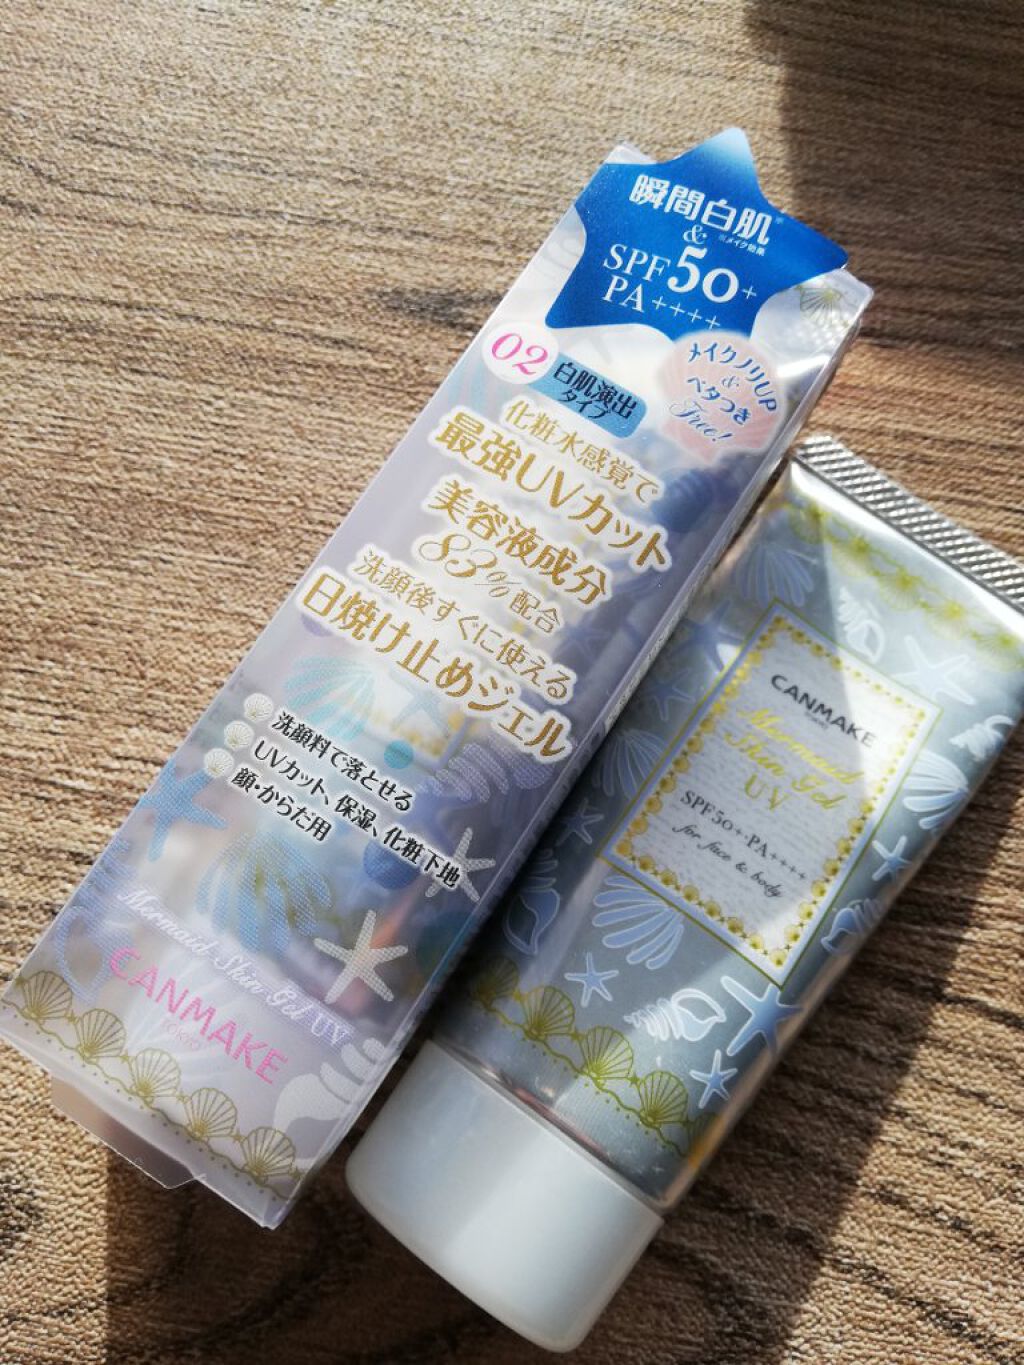 瞬間白肌※
※メイク効果
&
SPF50+
PA++++
メイクノリUP
&
ベタつき
Free!
02
白肌演出
タイプ
化粧水感覚で
最強UVカット
美容液成分
83%配合
洗顔後すぐに使える
日焼け止めジェル
洗顔料で落とせる
UVカット、保湿、化粧下地
顔・からだ用
Mermaid Skin Gel UV
CANMAKE
TOKYO
CANMAKE
TOKYO
Mermaid
Skin Gel
UV
SPF50+・PA++++
for face & body